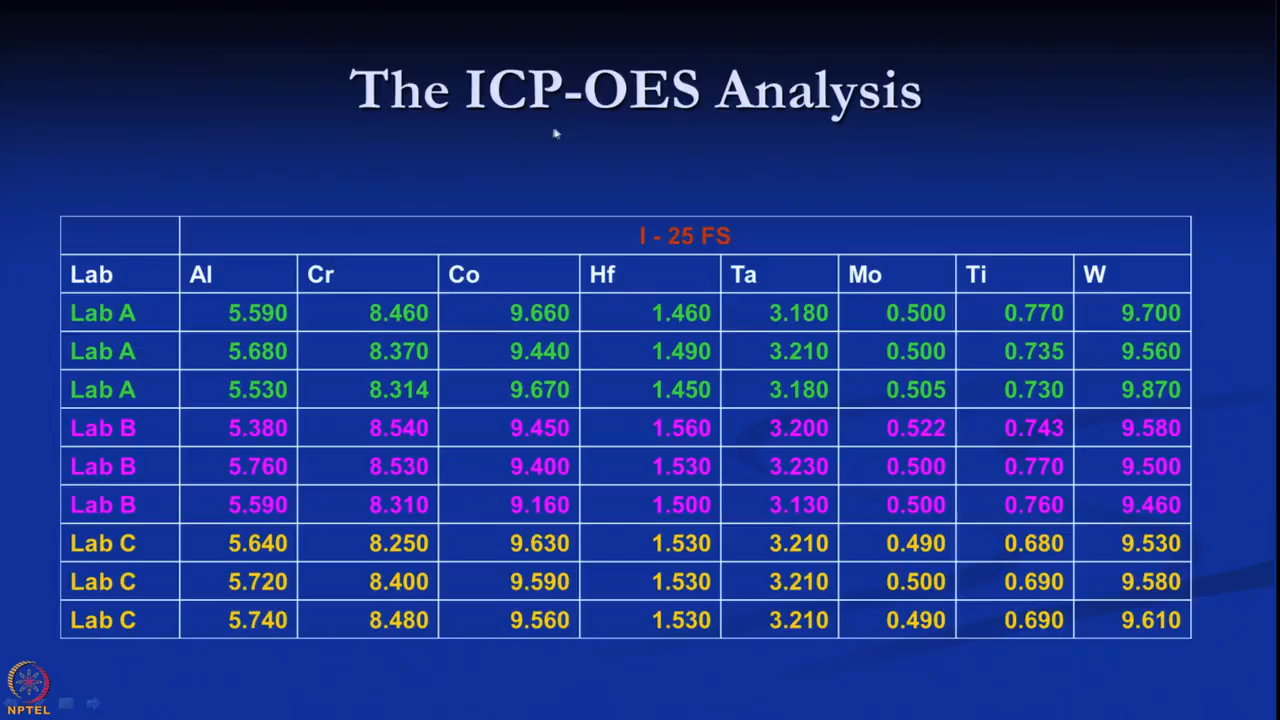 The ICP-OES Analysis
I - 25 FS
Lab Al Cr Co Hf Ta Mo Ti W
Lab A 5.590 8.460 9.660 1.460 3.180 0.500 0.770 9.700
Lab A 5.680 8.370 9.440 1.490 3.210 0.500 0.735 9.560
Lab A 5.530 8.314 9.670 1.450 3.180 0.505 0.730 9.870
Lab B 5.380 8.540 9.450 1.560 3.200 0.522 0.743 9.580
Lab B 5.760 8.530 9.400 1.530 3.230 0.500 0.770 9.500
Lab B 5.590 8.310 9.160 1.500 3.130 0.500 0.760 9.460
Lab C 5.640 8.250 9.630 1.530 3.210 0.490 0.680 9.530
Lab C 5.720 8.400 9.590 1.530 3.210 0.500 0.690 9.580
Lab C 5.740 8.480 9.560 1.530 3.210 0.490 0.690 9.610
NPTEL